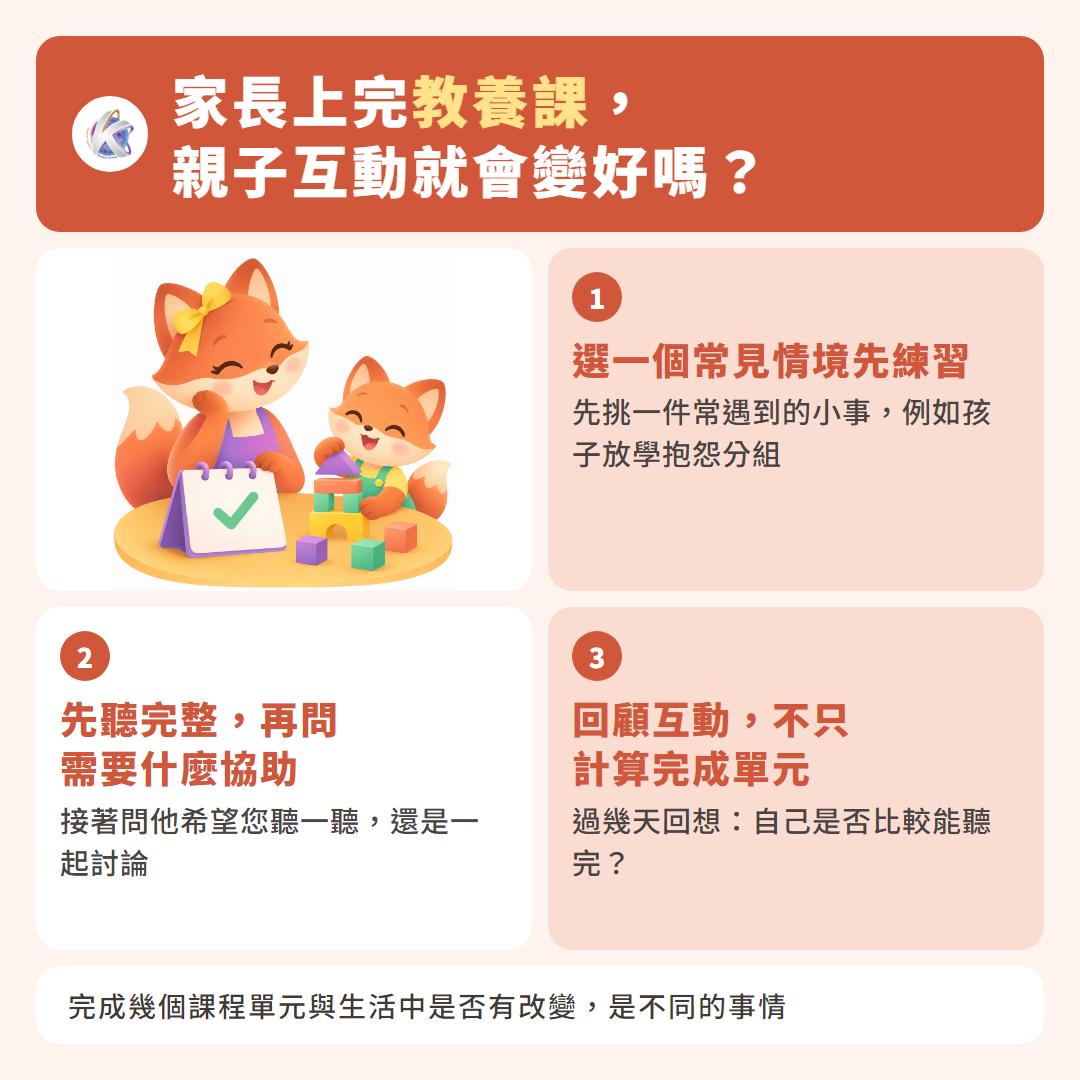 家長上完教養課，
親子互動就會變好嗎？
1
選一個常見情境先練習
先挑一件常遇到的小事，例如孩
子放學抱怨分組
2
先聽完整，再問
需要什麼協助
接著問他希望您聽一聽，還是一
起討論
3
回顧互動，不只
計算完成單元
過幾天回想：自己是否比較能聽
完？
完成幾個課程單元與生活中是否有改變，是不同的事情